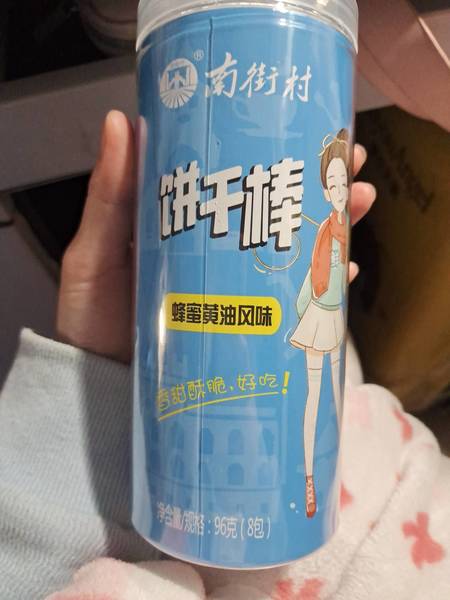 南街村
饼干棒
蜂蜜黄油风味
香甜酥脆、好吃！
净含量/规格：96克（8包）